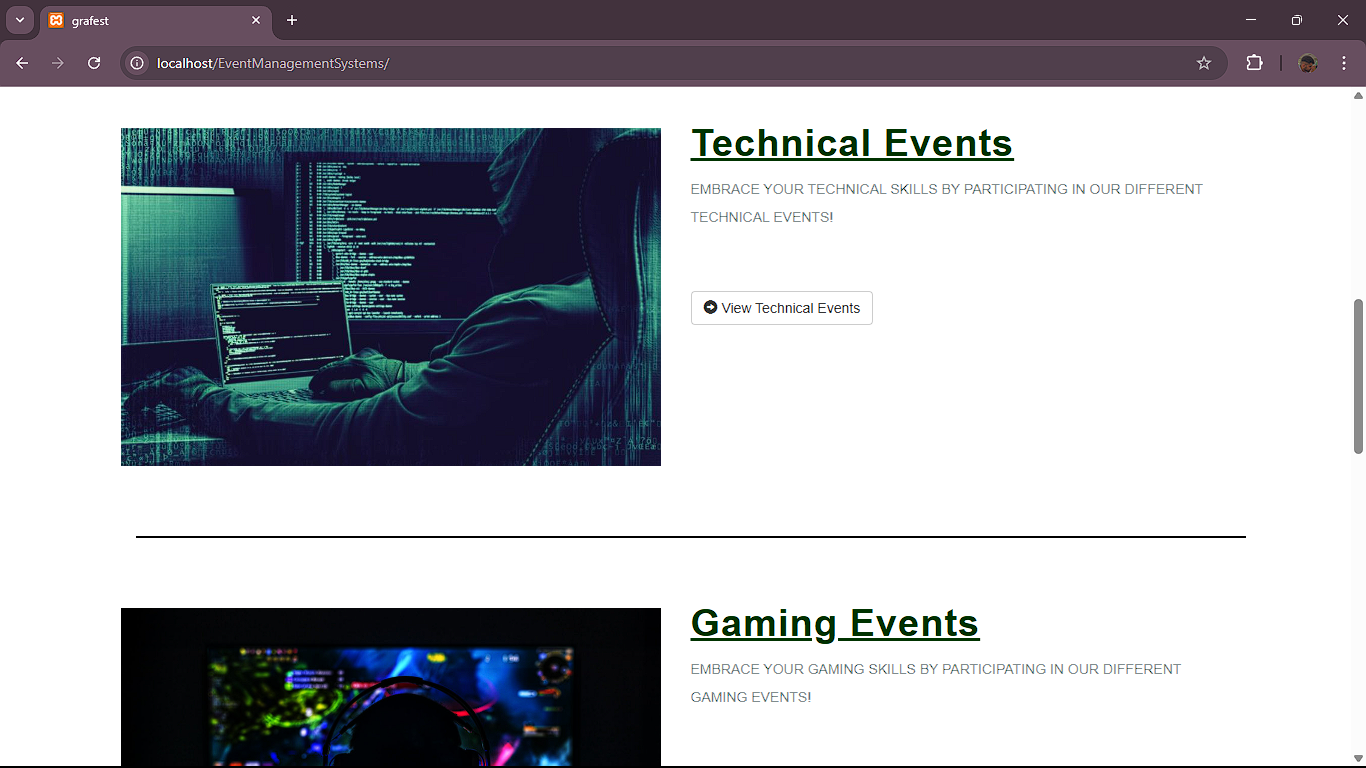 grafest
localhost/EventManagementSystems/
Technical Events
EMBRACE YOUR TECHNICAL SKILLS BY PARTICIPATING IN OUR DIFFERENT
TECHNICAL EVENTS!
View Technical Events
Gaming Events
EMBRACE YOUR GAMING SKILLS BY PARTICIPATING IN OUR DIFFERENT
GAMING EVENTS!